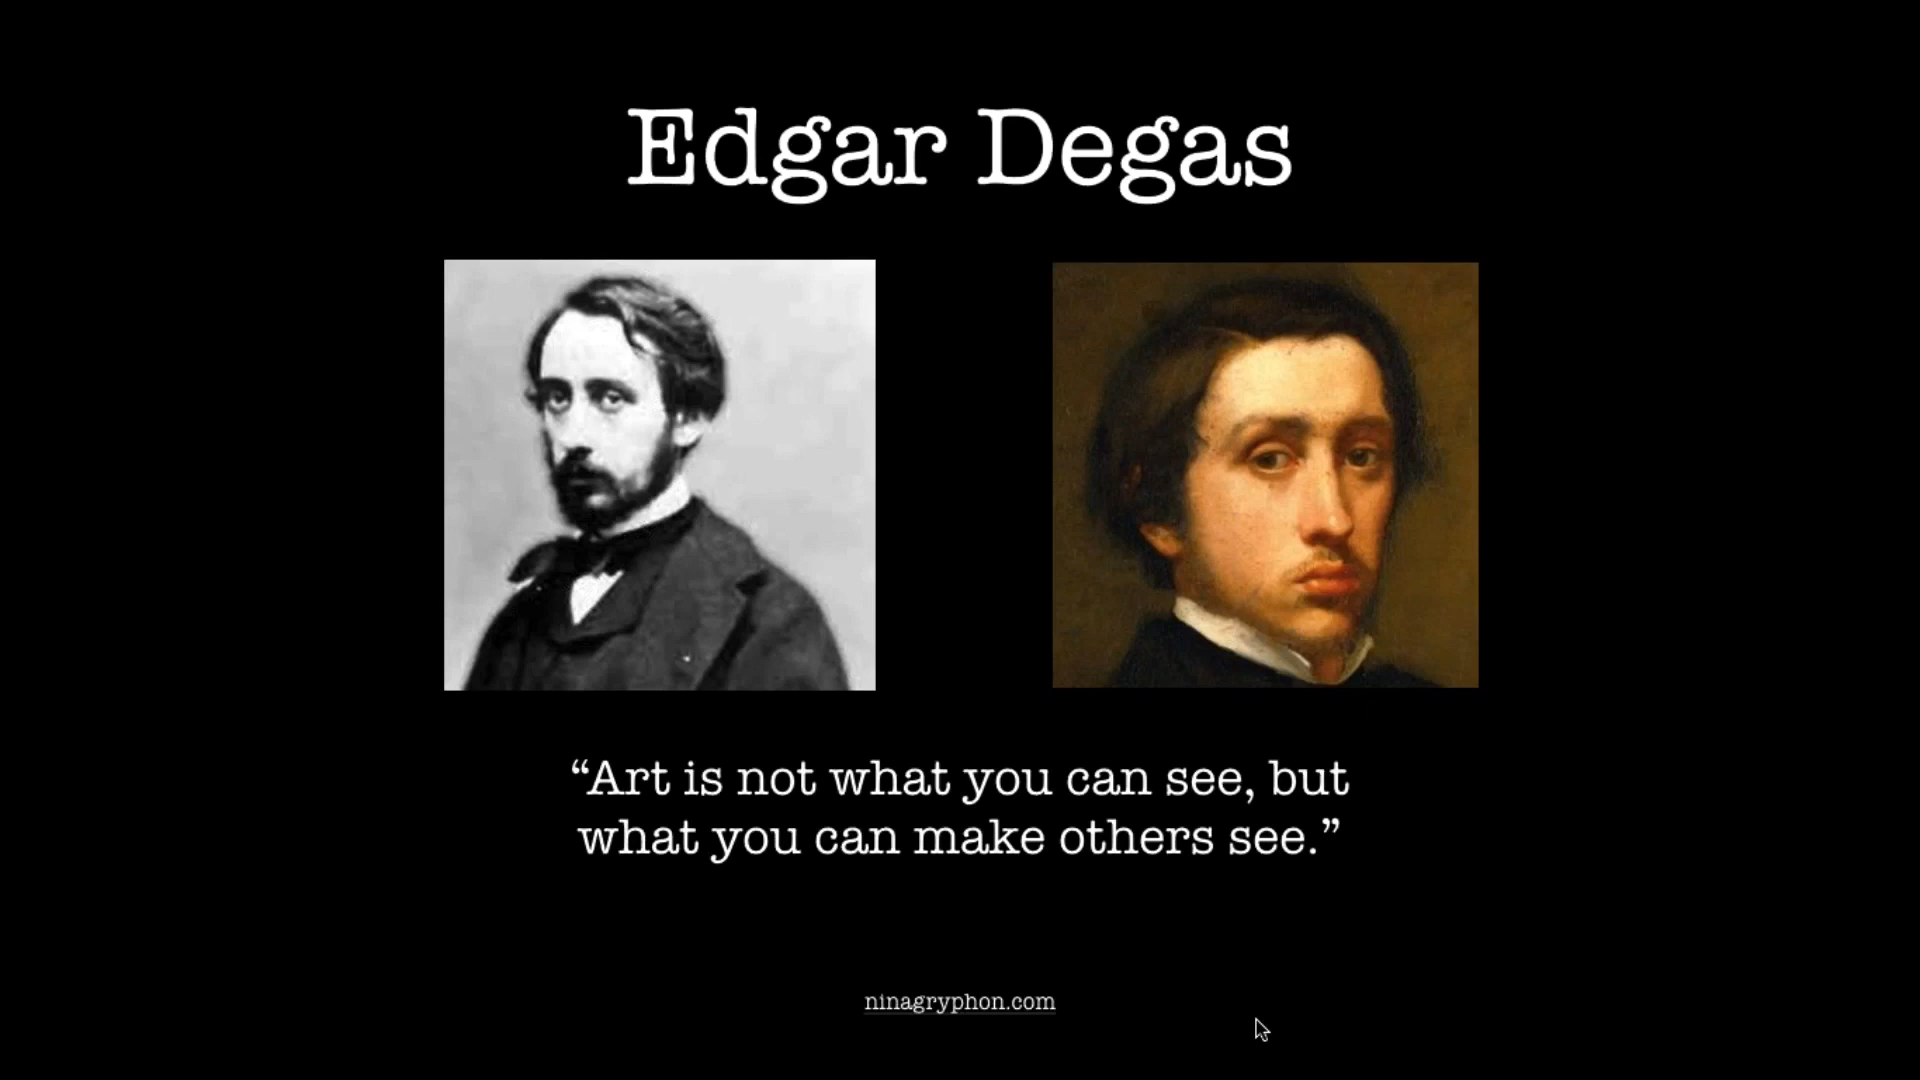 Edgar Degas
“Art is not what you can see, but
what you can make others see.”
ninagryphon.com